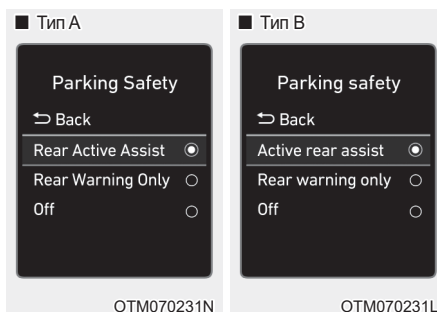 ■ Тип A
Parking Safety
Back
Rear Active Assist
Rear Warning Only
Off
OTM070231N
■ Тип B
Parking safety
Back
Active rear assist
Rear warning only
Off
OTM070231L